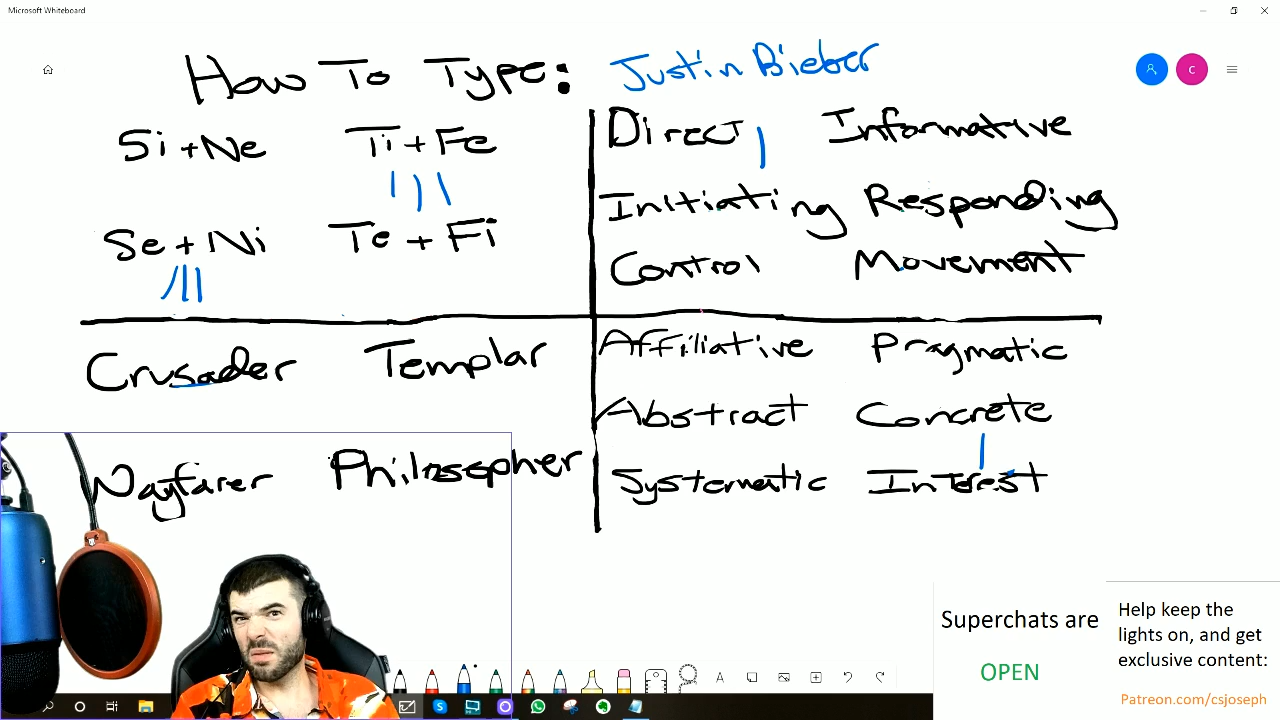 Microsoft Whiteboard
How To Type: Justin Bieber
Si + Ne Ti + Fe
Se + Ni Te + Fi
Direct Informative
Initiating Responding
Control Movement
Crusader Templar
Wayfarer Philosopher
Affiliative Pragmatic
Abstract Concrete
Systematic Interest
C
A
Superchats are
OPEN
Help keep the
lights on, and get
exclusive content:
Patreon.com/csjoseph